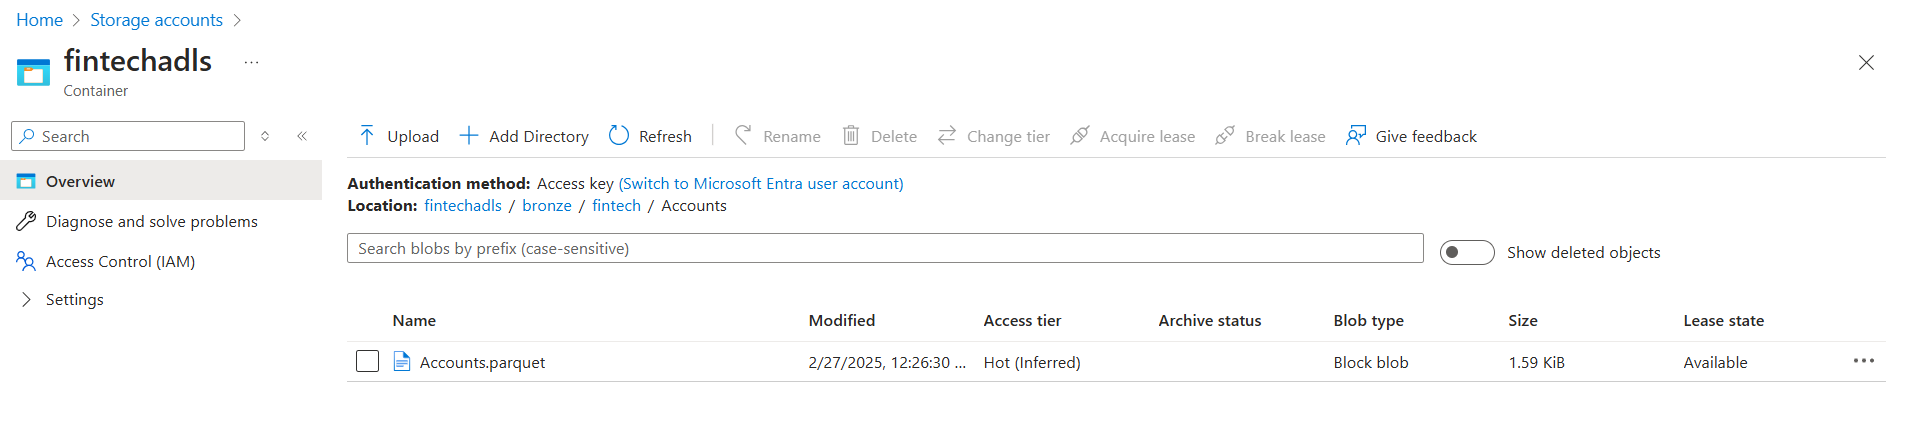 Home > Storage accounts >
fintechadls ...
Container
Search
Overview
Diagnose and solve problems
Access Control (IAM)
Settings
Upload Add Directory Refresh Rename Delete Change tier Acquire lease Break lease Give feedback
Authentication method: Access key (Switch to Microsoft Entra user account)
Location: fintechadls / bronze / fintech / Accounts
Search blobs by prefix (case-sensitive)
Show deleted objects
Name Modified Access tier Archive status Blob type Size Lease state
Accounts.parquet 2/27/2025, 12:26:30 ... Hot (Inferred) Block blob 1.59 KiB Available